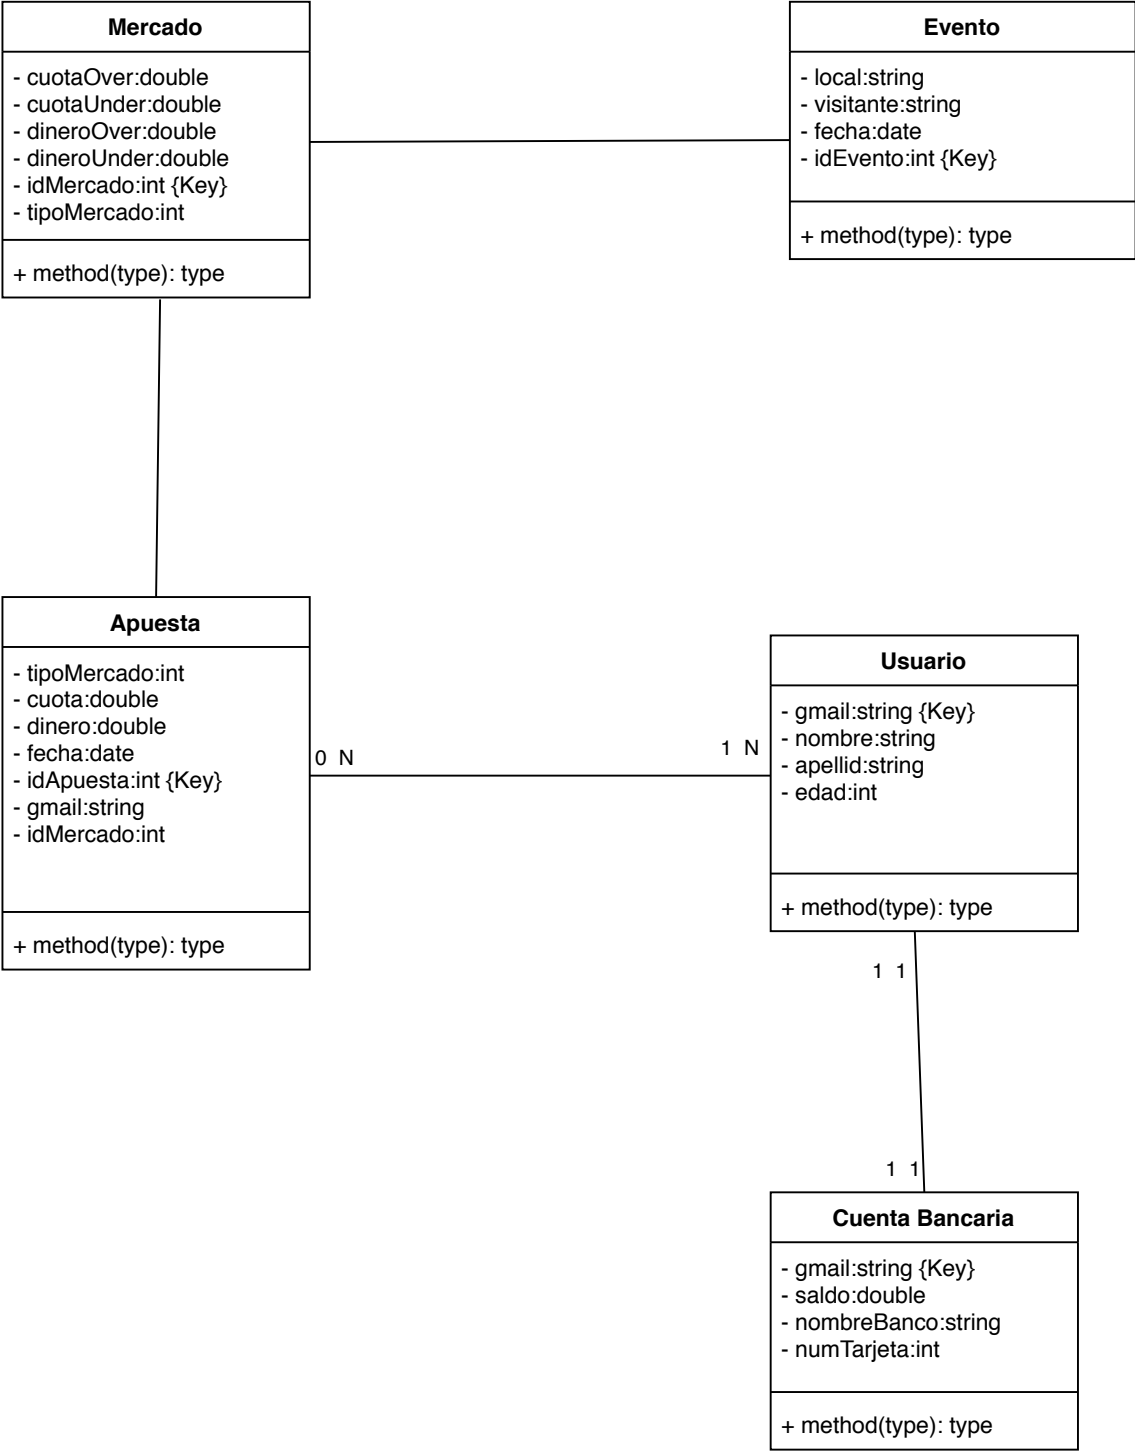 Mercado
- cuotaOver:double
- cuotaUnder:double
- dineroOver:double
- dineroUnder:double
- idMercado:int {Key}
- tipoMercado:int
+ method(type): type
Evento
- local:string
- visitante:string
- fecha:date
- idEvento:int {Key}
+ method(type): type
Apuesta
- tipoMercado:int
- cuota:double
- dinero:double
- fecha:date
- idApuesta:int {Key}
- gmail:string
- idMercado:int
+ method(type): type
0 N
1 N
Usuario
- gmail:string {Key}
- nombre:string
- apellid:string
- edad:int
+ method(type): type
1 1
1 1
Cuenta Bancaria
- gmail:string {Key}
- saldo:double
- nombreBanco:string
- numTarjeta:int
+ method(type): type